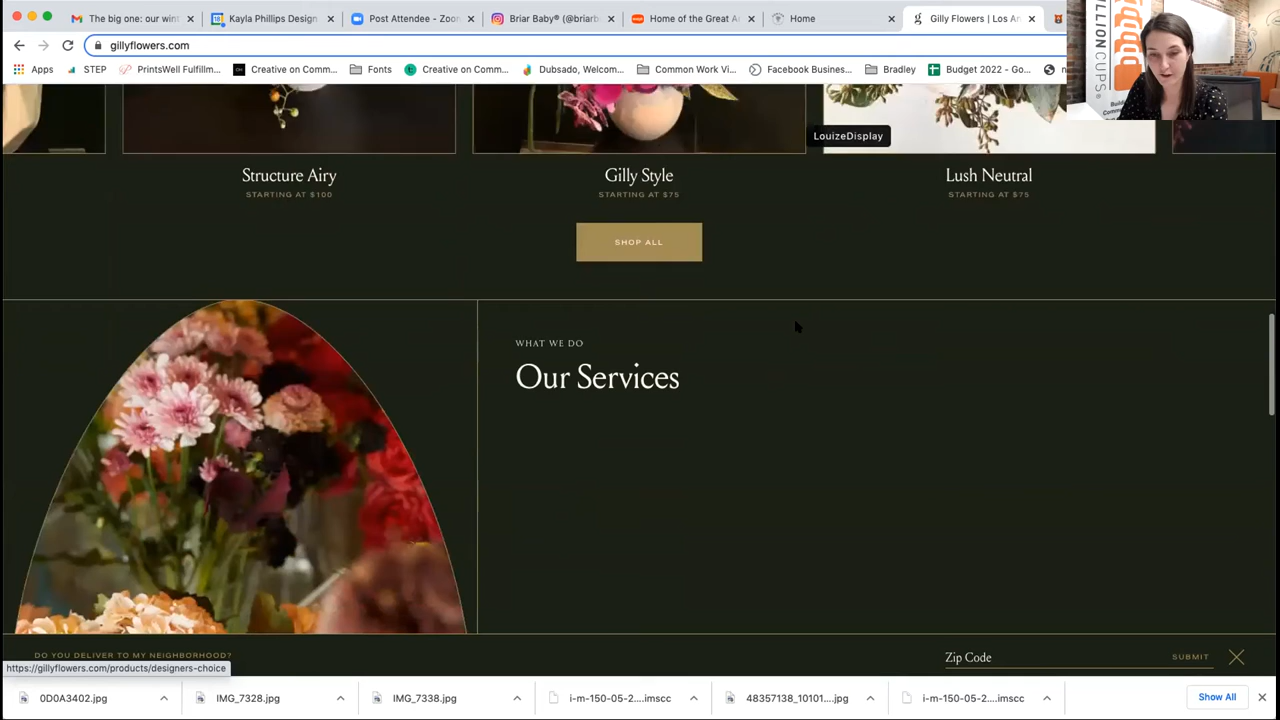 The big one: our wint
Kayla Phillips Design
Post Attendee - Zoo
Briar Baby® (@briarb
Home of the Great A
Home
Gilly Flowers | Los An
gillyflowers.com
Apps
STEP
PrintsWell Fulfillm...
Creative on Comm...
Fonts
Creative on Comm...
Dubsado, Welcom...
Common Work Vi...
Facebook Busines...
Bradley
Budget 2022 - Go...
LLION CUPS®
LouizeDisplay
Structure Airy
STARTING AT $100
Gilly Style
STARTING AT $75
Lush Neutral
STARTING AT $75
SHOP ALL
WHAT WE DO
Our Services
DO YOU DELIVER TO MY NEIGHBORHOOD?
Zip Code
SUBMIT
https://gillyflowers.com/products/designers-choice
0D0A3402.jpg
IMG_7328.jpg
IMG_7338.jpg
i-m-150-05-2....imscc
48357138_10101....jpg
i-m-150-05-2....imscc
Show All